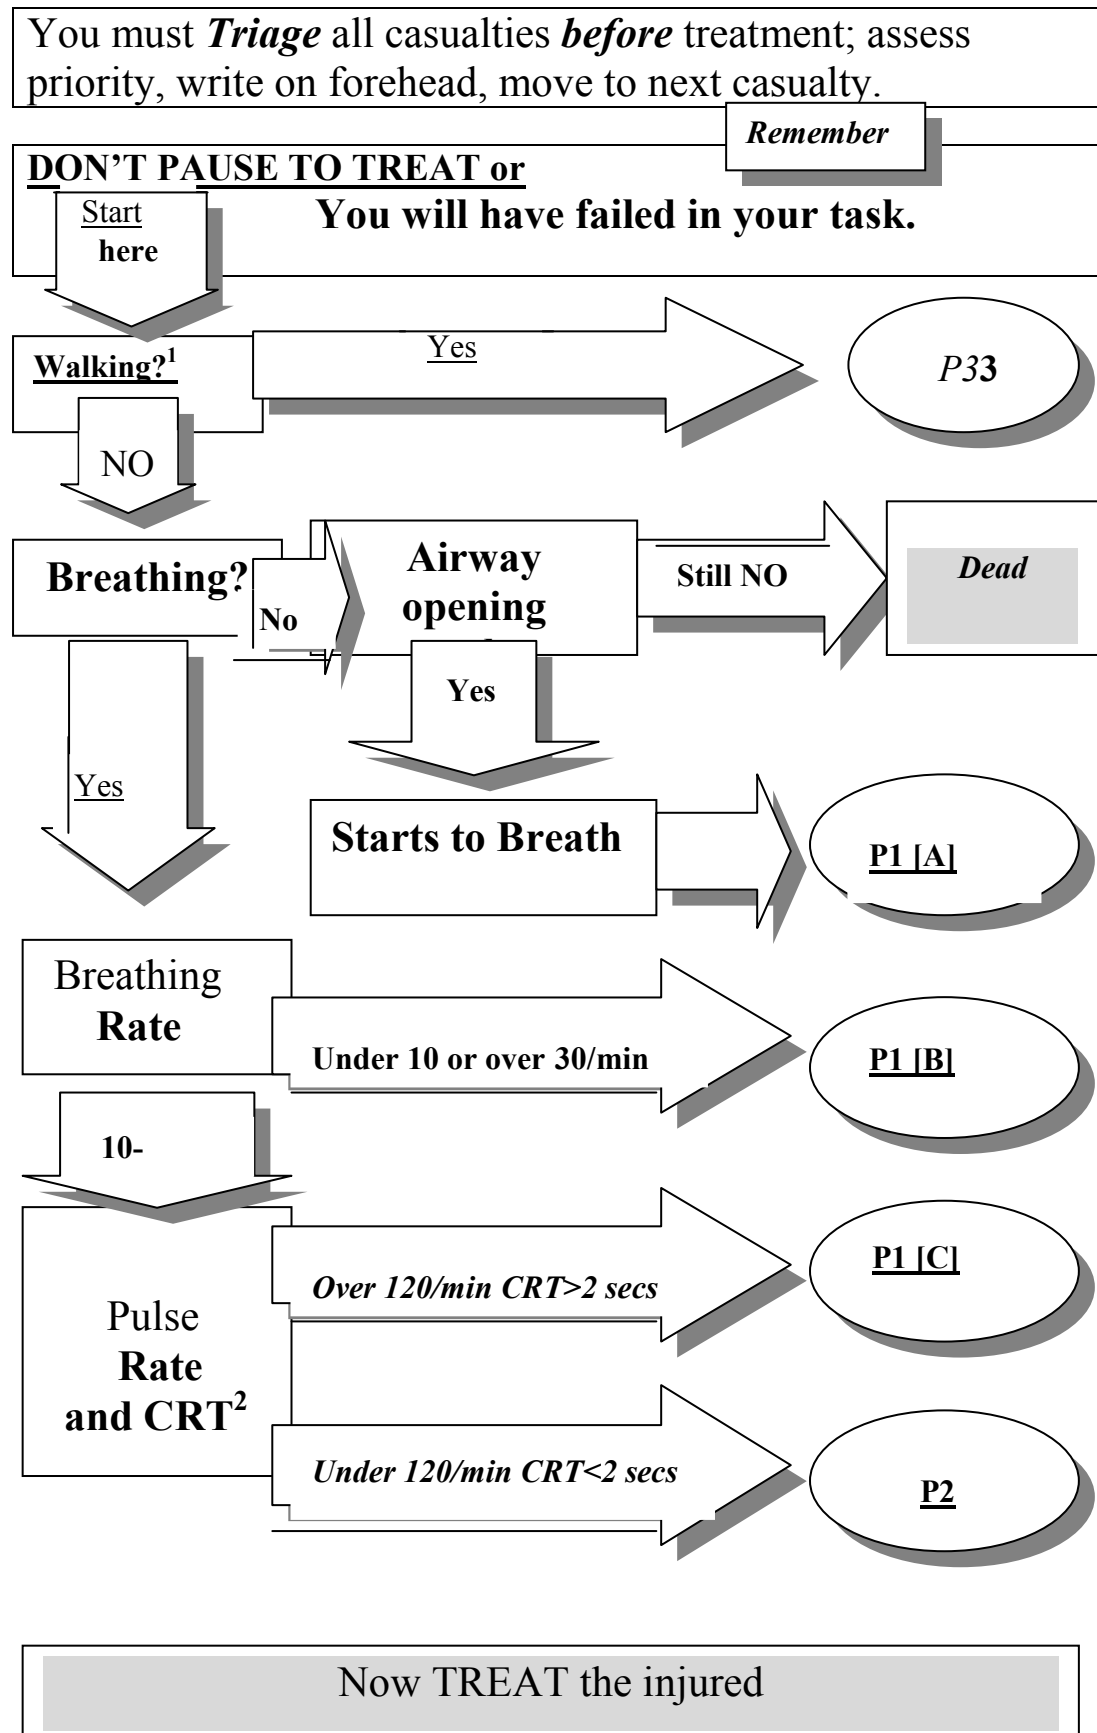 You must Triage all casualties before treatment; assess
priority, write on forehead, move to next casualty.
Remember
DON'T PAUSE TO TREAT or
You will have failed in your task.
Start
here
Walking?1
Yes
P33
NO
Breathing?
No
Airway
opening
Still NO
Dead
Yes
Yes
Starts to Breath
P1 [A]
Breathing
Rate
Under 10 or over 30/min
P1 [B]
10-
Pulse
Rate
and CRT2
Over 120/min CRT>2 secs
P1 [C]
Under 120/min CRT<2 secs
P2
Now TREAT the injured